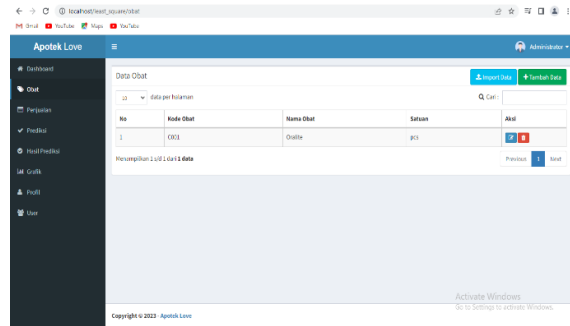 localhost/least_square/obat
Gmail YouTube Maps YouTube
Apotek Love
Administrator
Dashboard
Obat
Penjualan
Prediksi
Hasil Prediksi
Grafik
Profil
User
Data Obat
Import Data
Tambah Data
10 data per halaman
Cari :
No Kode Obat Nama Obat Satuan Aksi
1 C001 Oralite pcs
Menampilkan 1 s/d 1 dari 1 data
Previous 1 Next
Activate Windows
Go to Settings to activate Windows.
Copyright © 2023 - Apotek Love